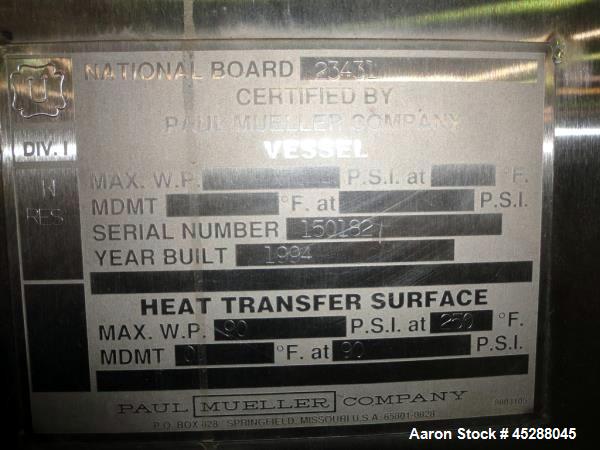 U
NATIONAL BOARD 23431
CERTIFIED BY
PAUL MUELLER COMPANY
DIV. 1
VESSEL
MAX. W.P. P.S.I. at °F.
MDMT °F. at P.S.I.
RES
SERIAL NUMBER 150182
YEAR BUILT 1994
HEAT TRANSFER SURFACE
MAX. W.P. 90 P.S.I. at 250 °F.
MDMT 0 °F. at 90 P.S.I.
PAUL MUELLER COMPANY
P.O. BOX 828 SPRINGFIELD, MISSOURI U.S.A. 65801-0828
Aaron Stock # 45288045